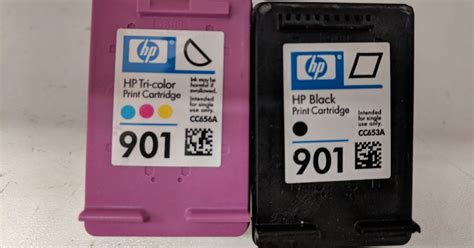 hp
HP Tri-color
Print Cartridge
Ink may be
harmful if
swallowed.
Intended
for single
use only.
CC656A
901
hp
HP Black
Print Cartridge
Intended
for single
use only.
CC653A
901